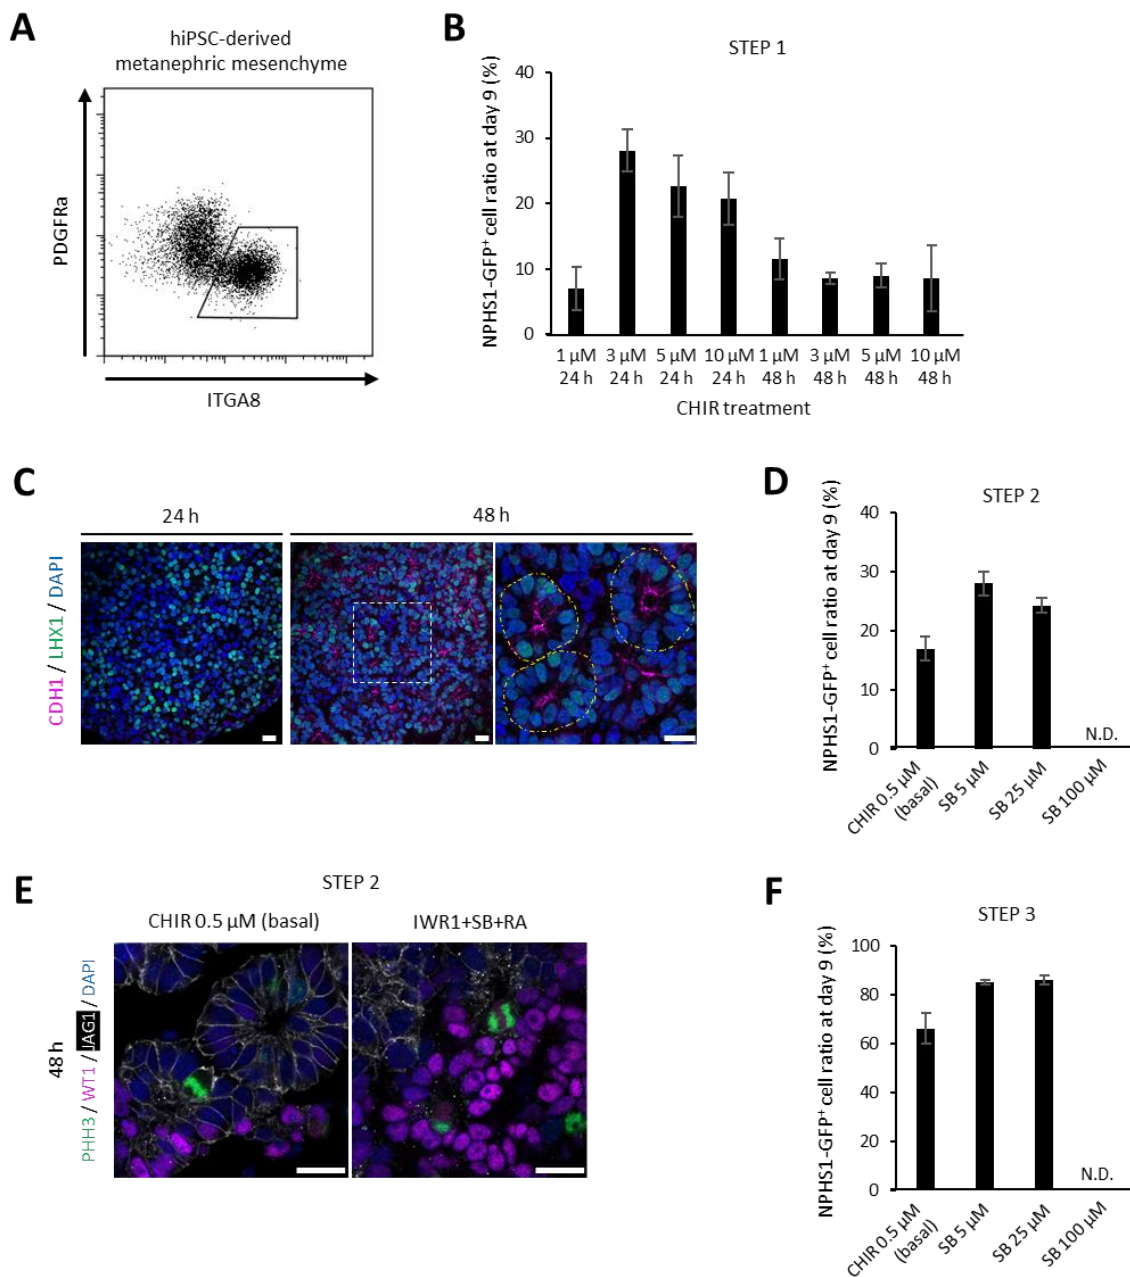 A
hiPSC-derived
metanephric mesenchyme
PDGFRa
ITGA8
B
STEP 1
NPHS1-GFP⁺ cell ratio at day 9 (%)
40
30
20
10
0
1 µM 3 µM 5 µM 10 µM 1 µM 3 µM 5 µM 10 µM
24 h 24 h 24 h 24 h 48 h 48 h 48 h 48 h
CHIR treatment
C
24 h 48 h
CDH1 / LHX1 / DAPI
D
STEP 2
NPHS1-GFP⁺ cell ratio at day 9 (%)
40
30
20
10
0
N.D.
CHIR 0.5 µM
(basal)
SB 5 µM
SB 25 µM
SB 100 µM
E
STEP 2
CHIR 0.5 µM (basal) IWR1+SB+RA
48 h
PHH3 / WT1 / JAG1 / DAPI
F
STEP 3
NPHS1-GFP⁺ cell ratio at day 9 (%)
100
80
60
40
20
0
N.D.
CHIR 0.5 µM
(basal)
SB 5 µM
SB 25 µM
SB 100 µM